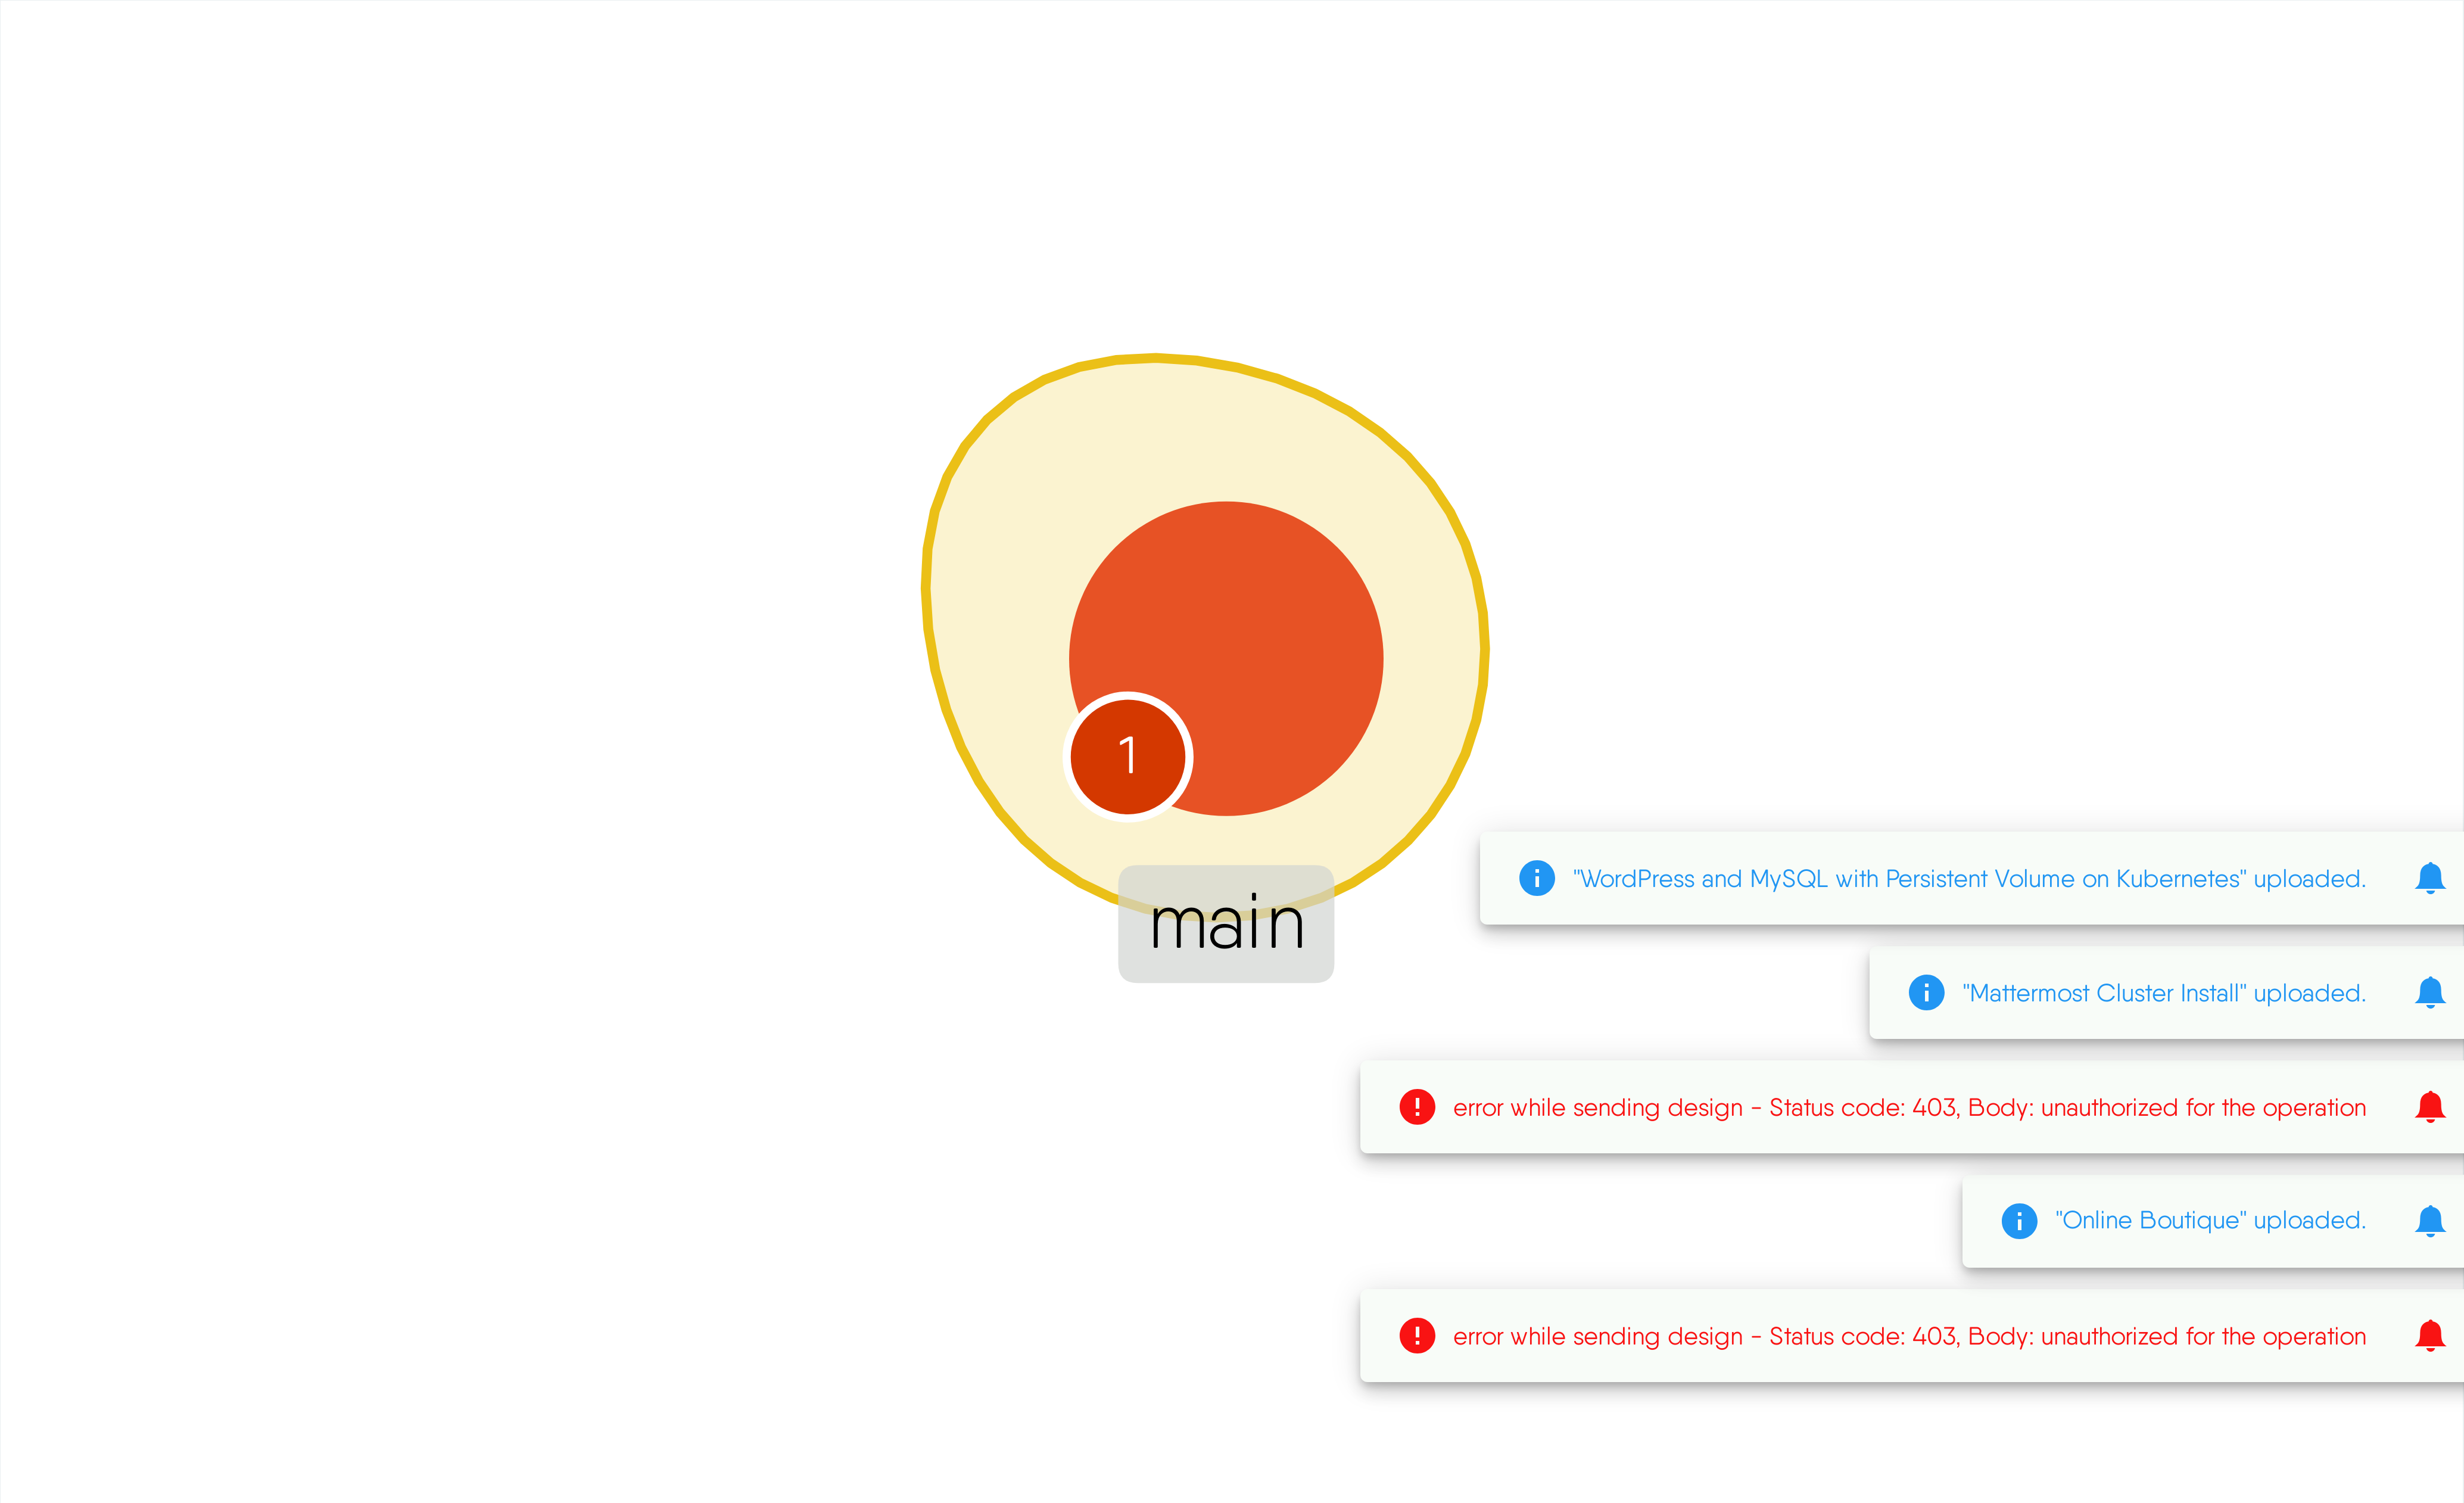 1
main
"WordPress and MySQL with Persistent Volume on Kubernetes" uploaded.
"Mattermost Cluster Install" uploaded.
error while sending design - Status code: 403, Body: unauthorized for the operation
"Online Boutique" uploaded.
error while sending design - Status code: 403, Body: unauthorized for the operation